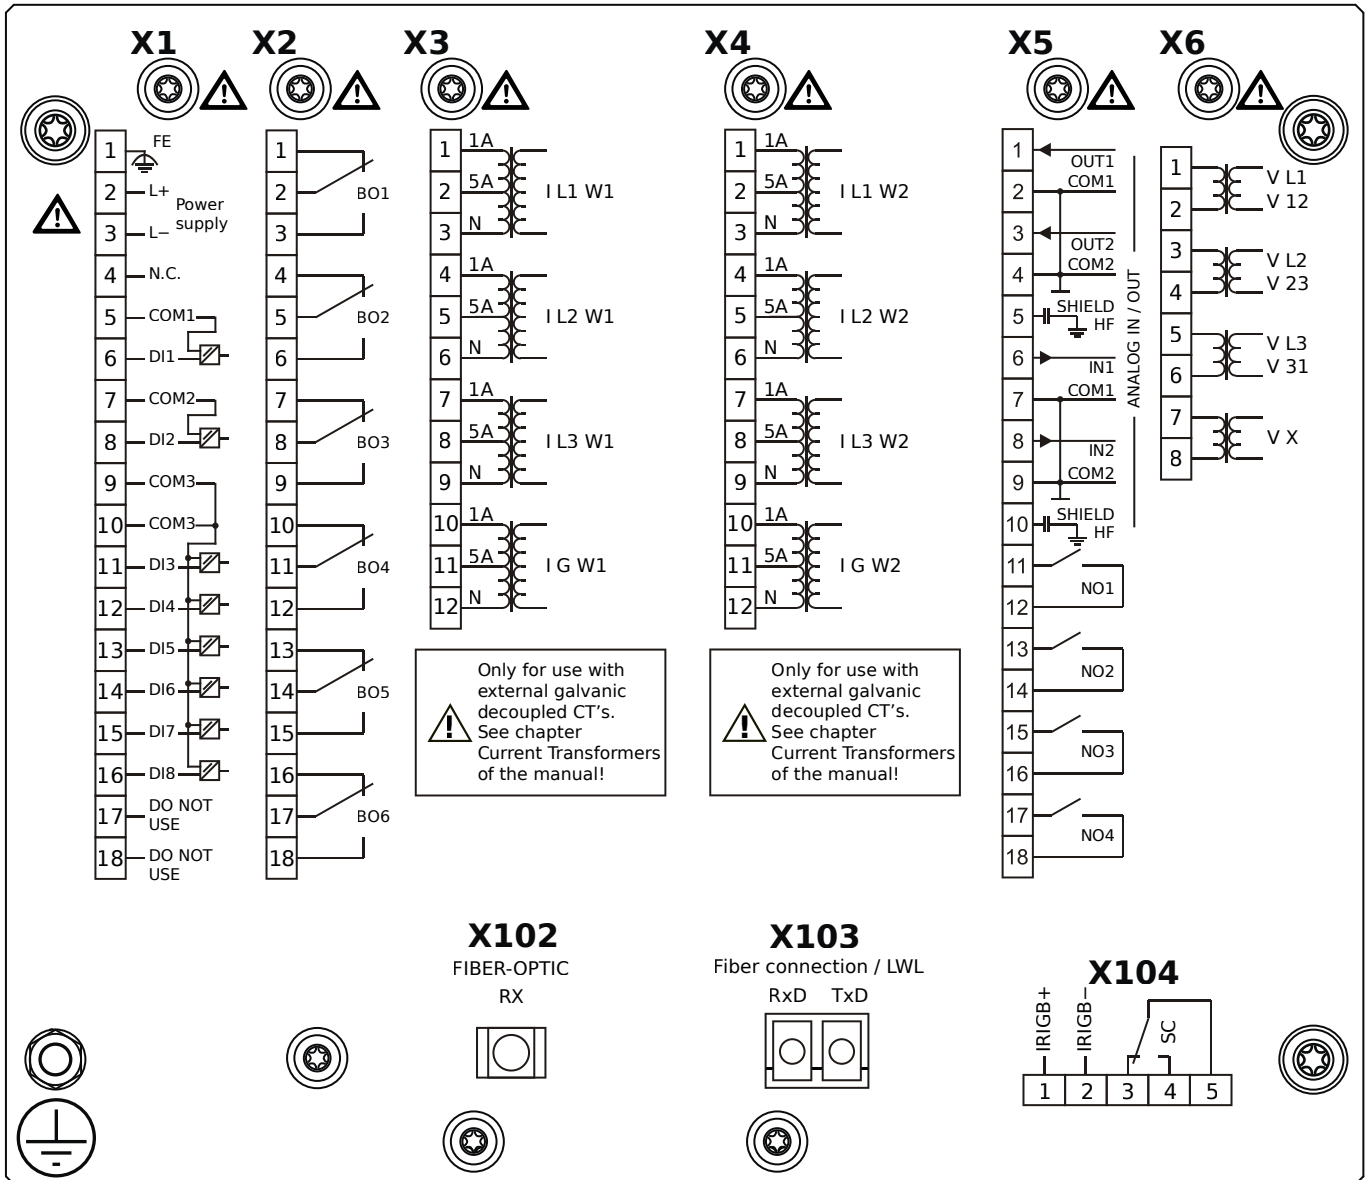 X1
X2
X3
X4
X5
X6
1 FE
2 L+
Power
supply
3 L−
4 N.C.
5 COM1
6 DI1
7 COM2
8 DI2
9 COM3
10 COM3
11 DI3
12 DI4
13 DI5
14 DI6
15 DI7
16 DI8
17 DO NOT
USE
18 DO NOT
USE
1
2 BO1
3
4
5 BO2
6
7
8 BO3
9
10
11 BO4
12
13
14 BO5
15
16
17 BO6
18
1 1A
2 5A I L1 W1
3 N
4 1A
5 5A I L2 W1
6 N
7 1A
8 5A I L3 W1
9 N
10 1A
11 5A I G W1
12 N
Only for use with
external galvanic
decoupled CT's.
See chapter
Current Transformers
of the manual!
1 1A
2 5A I L1 W2
3 N
4 1A
5 5A I L2 W2
6 N
7 1A
8 5A I L3 W2
9 N
10 1A
11 5A I G W2
12 N
Only for use with
external galvanic
decoupled CT's.
See chapter
Current Transformers
of the manual!
1 OUT1
2 COM1
3 OUT2
4 COM2
5 SHIELD
HF
6 IN1
7 COM1
8 IN2
9 COM2
10 SHIELD
HF
ANALOG IN / OUT
11
NO1
12
13
NO2
14
15
NO3
16
17
NO4
18
1 V L1
2 V 12
3 V L2
4 V 23
5 V L3
6 V 31
7
V X
8
X102
FIBER-OPTIC
RX
X103
Fiber connection / LWL
RxD TxD
X104
IRIGB+
IRIGB−
SC
1 2 3 4 5